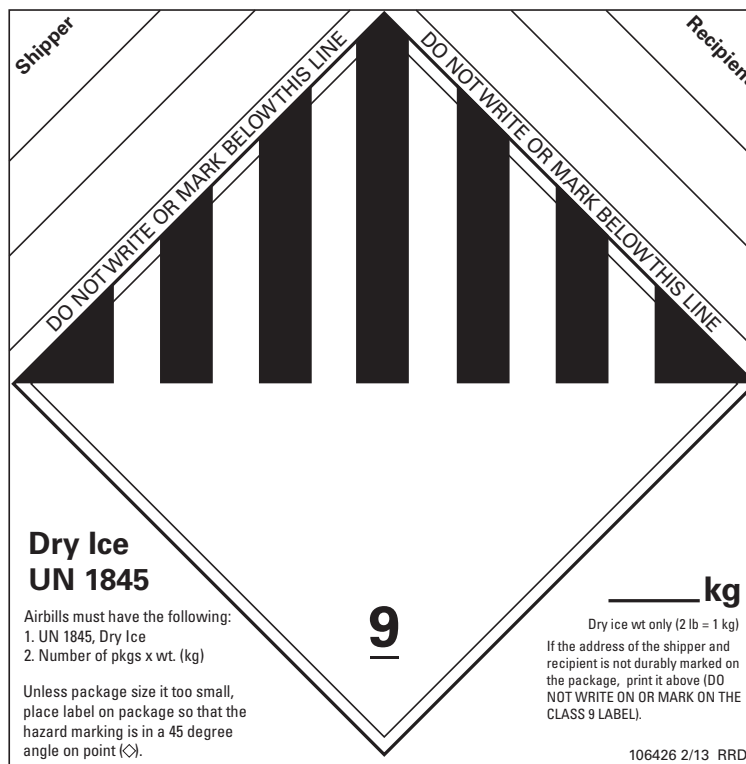 Shipper
Recipient
DO NOT WRITE OR MARK BELOW THIS LINE
DO NOT WRITE OR MARK BELOW THIS LINE
Dry Ice
UN 1845
Airbills must have the following:
1. UN 1845, Dry Ice
2. Number of pkgs x wt. (kg)
Unless package size it too small,
place label on package so that the
hazard marking is in a 45 degree
angle on point (◇).
9
____kg
Dry ice wt only (2 lb = 1 kg)
If the address of the shipper and
recipient is not durably marked on
the package, print it above (DO
NOT WRITE ON OR MARK ON THE
CLASS 9 LABEL).
106426 2/13 RRD